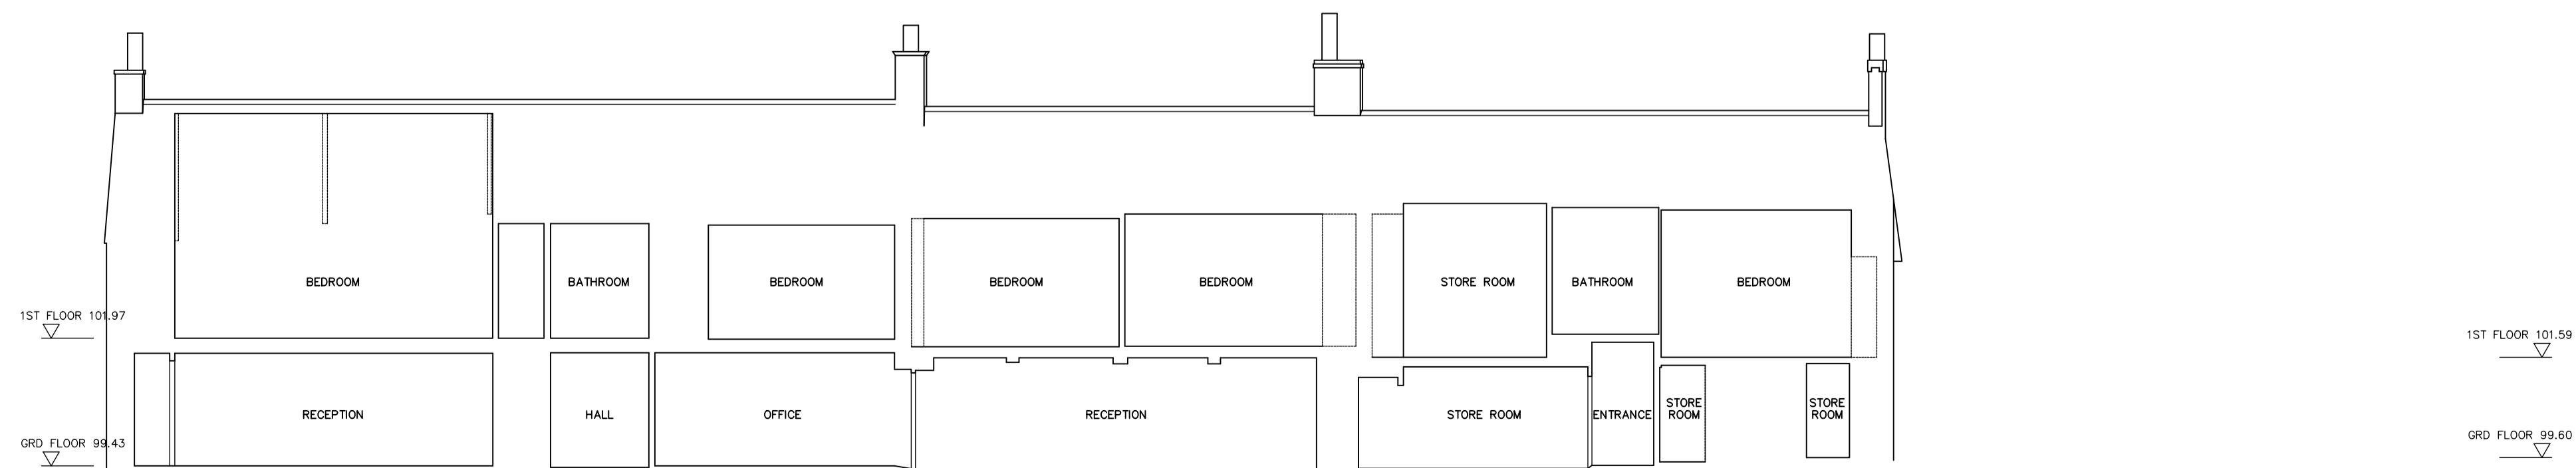 BEDROOM
BATHROOM
BEDROOM
BEDROOM
BEDROOM
STORE ROOM
BATHROOM
BEDROOM
1ST FLOOR 101.97
1ST FLOOR 101.59
RECEPTION
HALL
OFFICE
RECEPTION
STORE ROOM
ENTRANCE
STORE
ROOM
STORE
ROOM
GRD FLOOR 99.43
GRD FLOOR 99.60